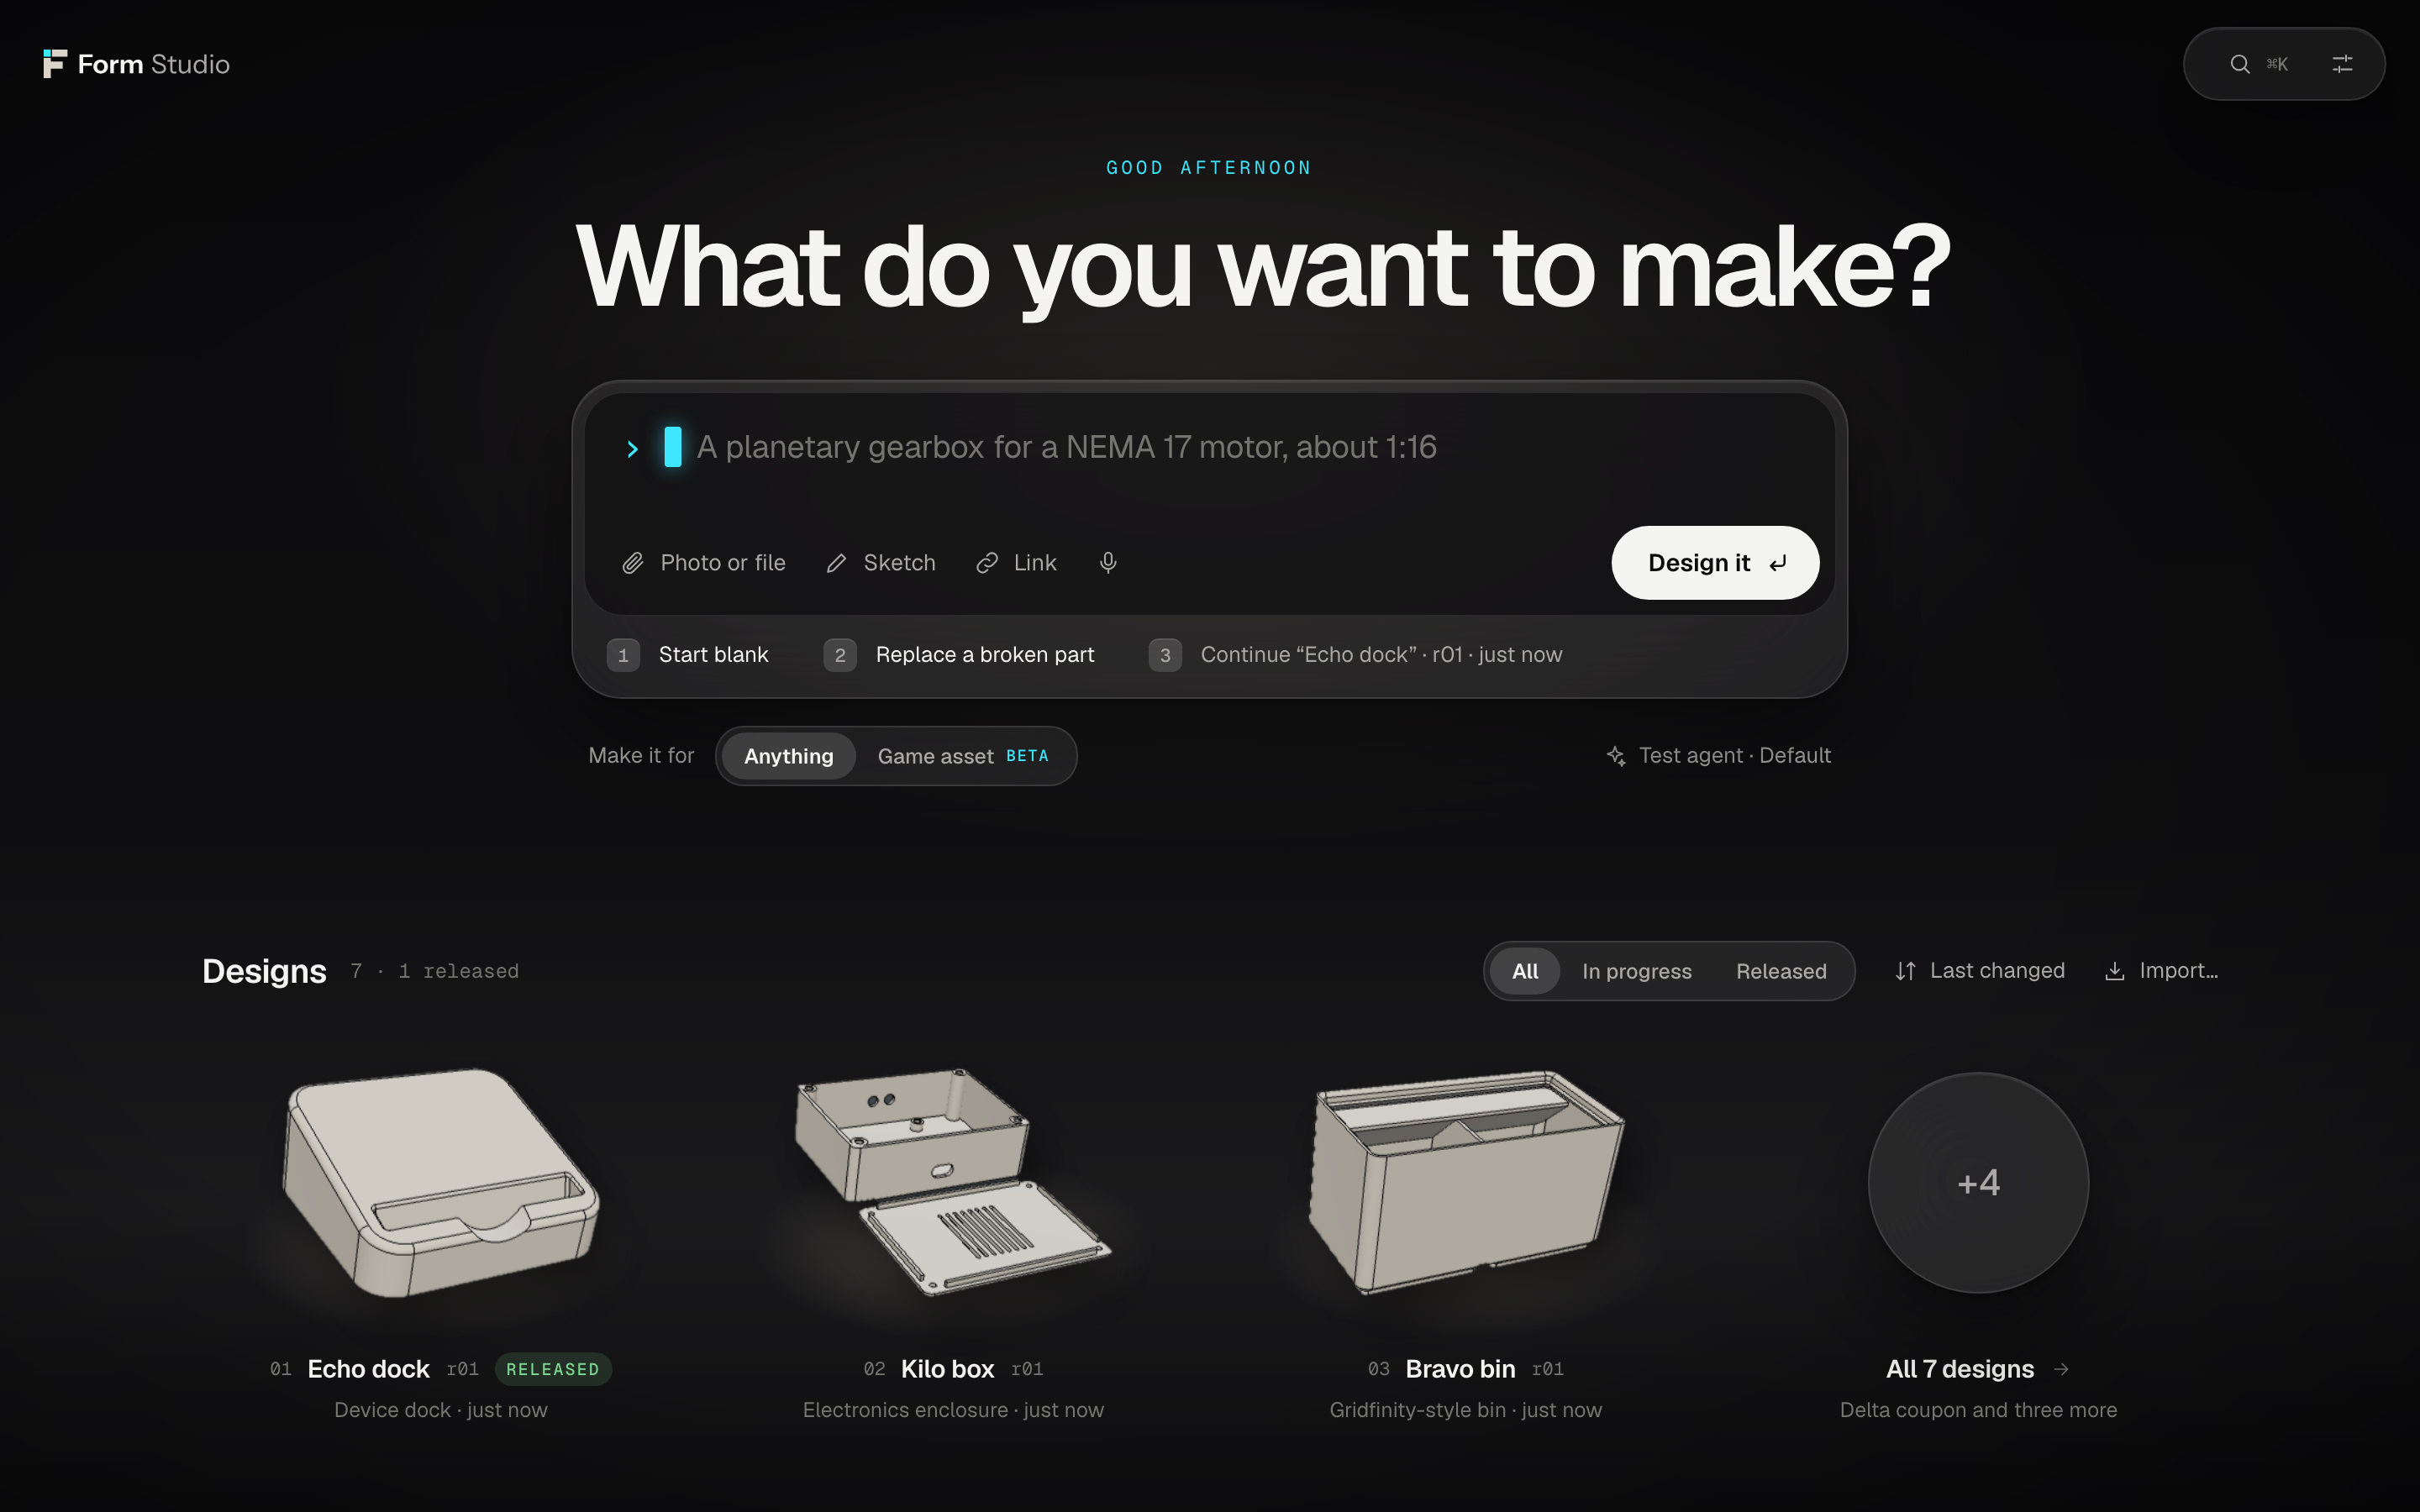 Form Studio
⌘K
GOOD AFTERNOON
What do you want to make?
› A planetary gearbox for a NEMA 17 motor, about 1:16
Photo or file Sketch Link Design it
1 Start blank 2 Replace a broken part 3 Continue “Echo dock” · r01 · just now
Make it for Anything Game asset BETA Test agent · Default
Designs 7 · 1 released All In progress Released Last changed Import…
+4
01 Echo dock r01 RELEASED 02 Kilo box r01 03 Bravo bin r01 All 7 designs →
Device dock · just now Electronics enclosure · just now Gridfinity-style bin · just now Delta coupon and three more